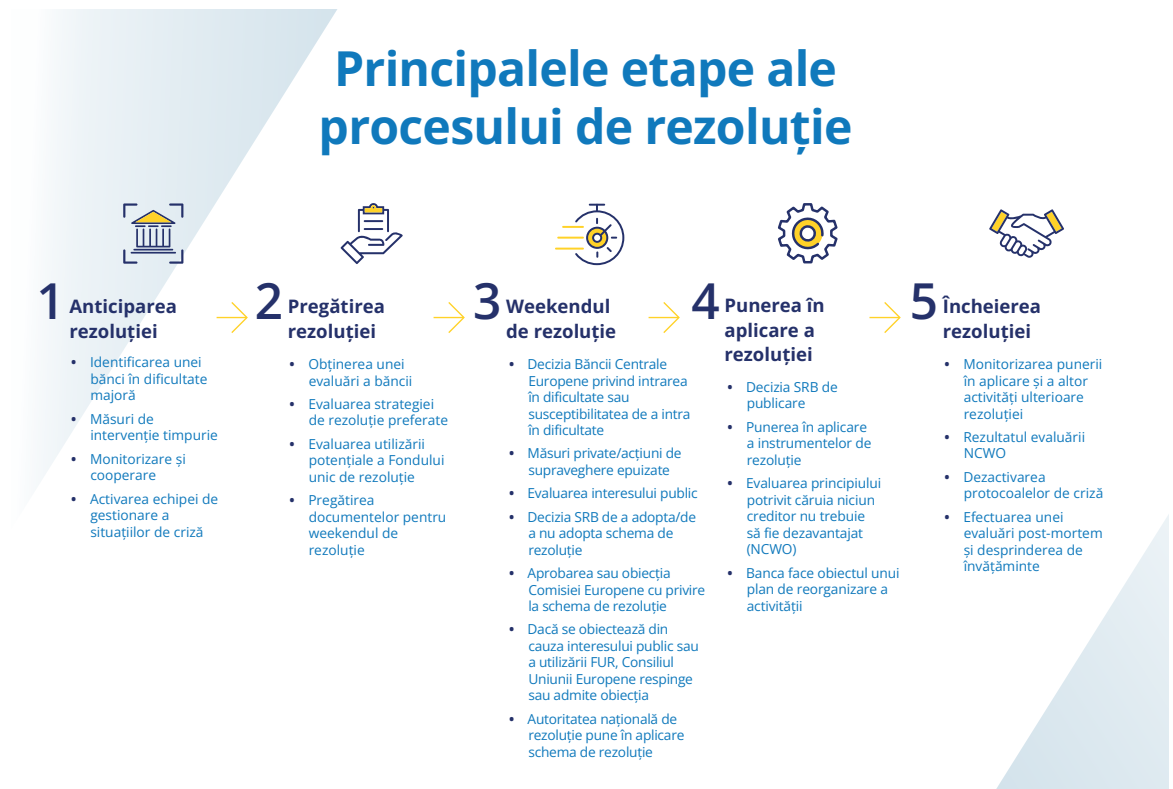 Principalele etape ale
procesului de rezoluție
1 Anticiparea
rezoluției
• Identificarea unei
bănci în dificultate
majoră
• Măsuri de
intervenție timpurie
• Monitorizare și
cooperare
• Activarea echipei de
gestionare a
situațiilor de criză
2 Pregătirea
rezoluției
• Obținerea unei
evaluări a băncii
• Evaluarea strategiei
de rezoluție preferate
• Evaluarea utilizării
potențiale a Fondului
unic de rezoluție
• Pregătirea
documentelor pentru
weekendul de
rezoluție
3 Weekendul
de rezoluție
• Decizia Băncii Centrale
Europene privind intrarea
în dificultate sau
susceptibilitatea de a intra
în dificultate
• Măsuri private/acțiuni de
supraveghere epuizate
• Evaluarea interesului public
• Decizia SRB de a adopta/de
a nu adopta schema de
rezoluție
• Aprobarea sau obiecția
Comisiei Europene cu privire
la schema de rezoluție
• Dacă se obiectează din
cauza interesului public sau
a utilizării FUR, Consiliul
Uniunii Europene respinge
sau admite obiecția
• Autoritatea națională de
rezoluție pune în aplicare
schema de rezoluție
4 Punerea în
aplicare a
rezoluției
• Decizia SRB de
publicare
• Punerea în aplicare
a instrumentelor de
rezoluție
• Evaluarea principiului
potrivit căruia niciun
creditor nu trebuie
să fie dezavantajat
(NCWO)
• Banca face obiectul unui
plan de reorganizare a
activității
5 Încheierea
rezoluției
• Monitorizarea punerii
în aplicare și a altor
activități ulterioare
rezoluției
• Rezultatul evaluării
NCWO
• Dezactivarea
protocoalelor de criză
• Efectuarea unei
evaluări post-mortem
și desprinderea de
învățăminte